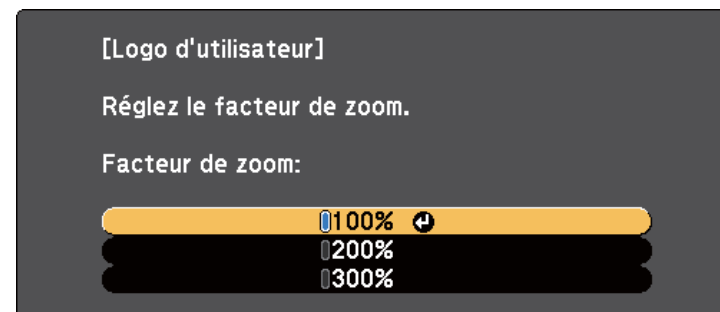 [Logo d'utilisateur]
Réglez le facteur de zoom.
Facteur de zoom:
100%
200%
300%